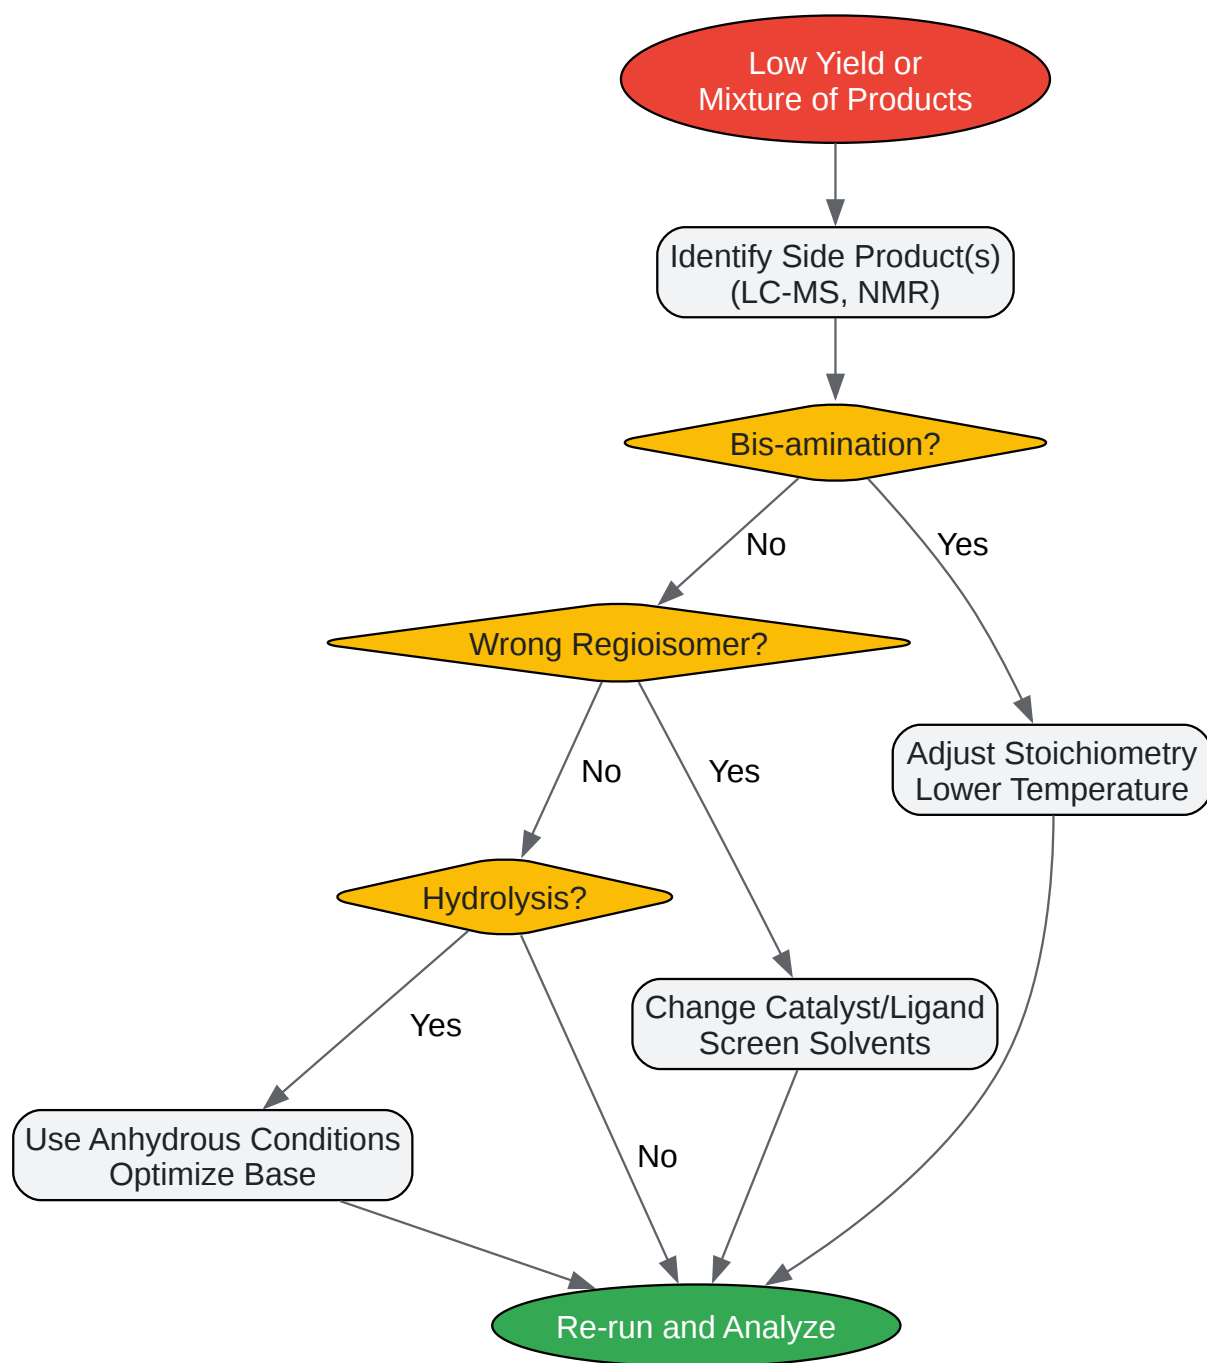 Low Yield or
Mixture of Products
Identify Side Product(s)
(LC-MS, NMR)
Bis-amination?
No
Yes
Wrong Regioisomer?
Adjust Stoichiometry
Lower Temperature
No
Yes
Hydrolysis?
Change Catalyst/Ligand
Screen Solvents
Yes
Use Anhydrous Conditions
Optimize Base
No
Re-run and Analyze